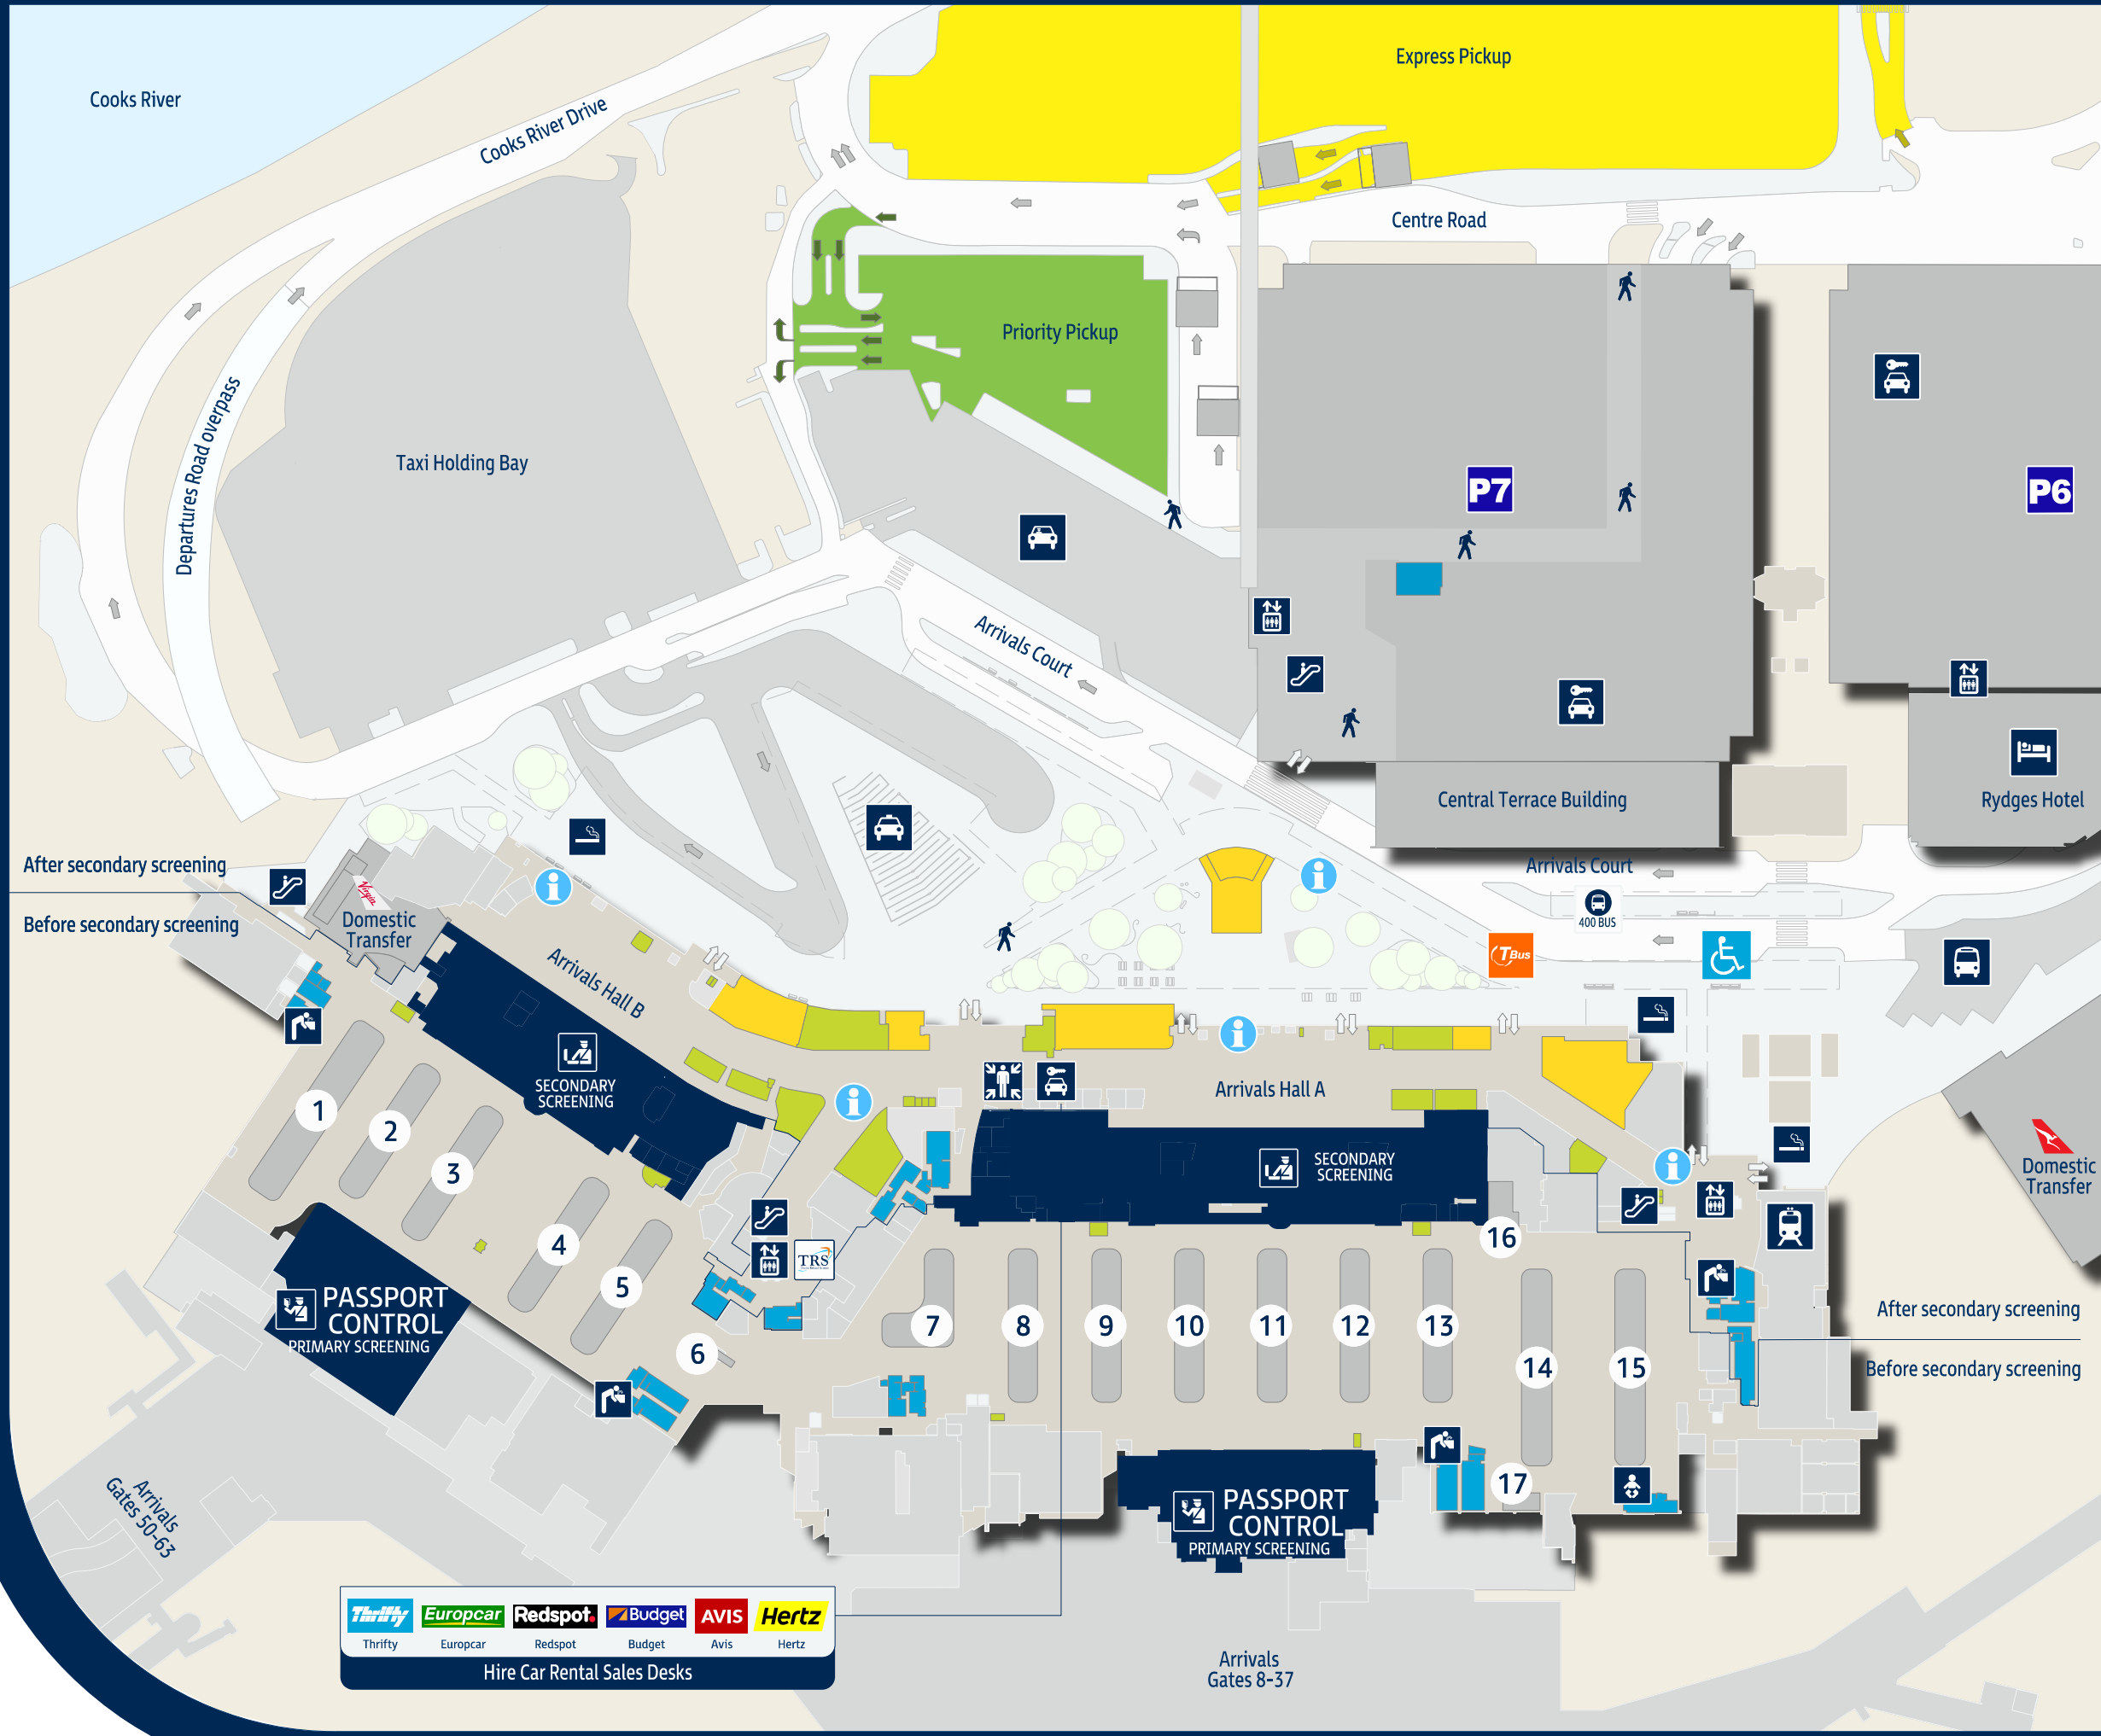 Express Pickup
Cooks River
Cooks River Drive
Centre Road
Priority Pickup
Departures Road overpass
Taxi Holding Bay
P7
P6
Arrivals Court
Central Terrace Building
Rydges Hotel
After secondary screening
Arrivals Court
400 BUS
Before secondary screening
Virgin
Domestic
Transfer
TBus
Arrivals Hall B
SECONDARY
SCREENING
Arrivals Hall A
1
2
3
4
5
6
7
8
9
10
11
12
13
14
15
16
17
SECONDARY
SCREENING
Domestic
Transfer
TRS
PASSPORT
CONTROL
PRIMARY SCREENING
After secondary screening
Before secondary screening
PASSPORT
CONTROL
PRIMARY SCREENING
Arrivals
Gates 50-63
Thrifty
Europcar
Redspot
Budget
AVIS
Hertz
Thrifty
Europcar
Redspot
Budget
Avis
Hertz
Hire Car Rental Sales Desks
Arrivals
Gates 8-37